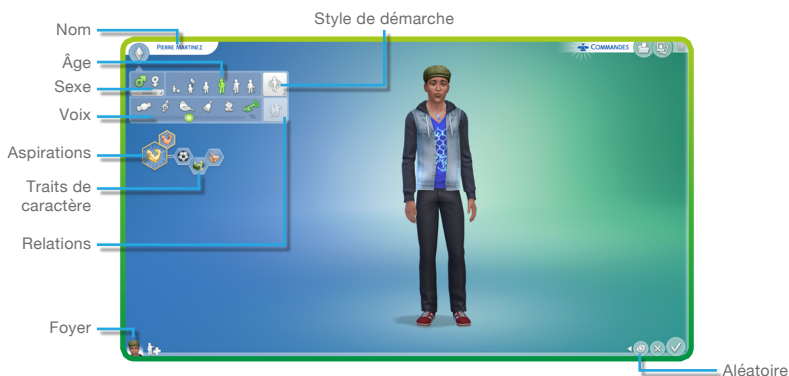 Style de démarche
Nom
PIERRE MARTINEZ
COMMANDES
Âge
Sexe
Voix
Aspirations
Traits de
caractère
Relations
Foyer
Aléatoire